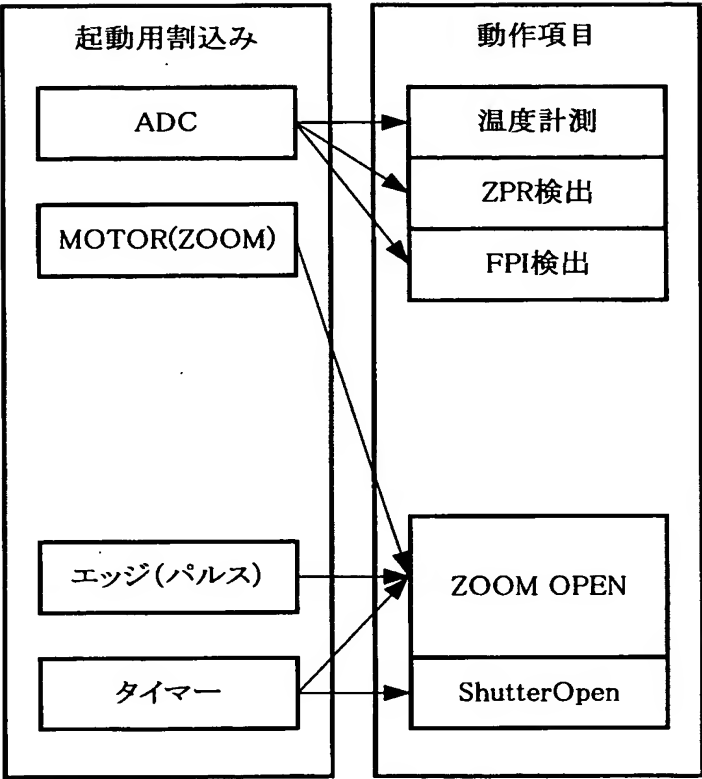 起動用割込み
ADC
MOTOR(ZOOM)
エッジ(パルス)
タイマー
動作項目
温度計測
ZPR検出
FPI検出
ZOOM OPEN
ShutterOpen